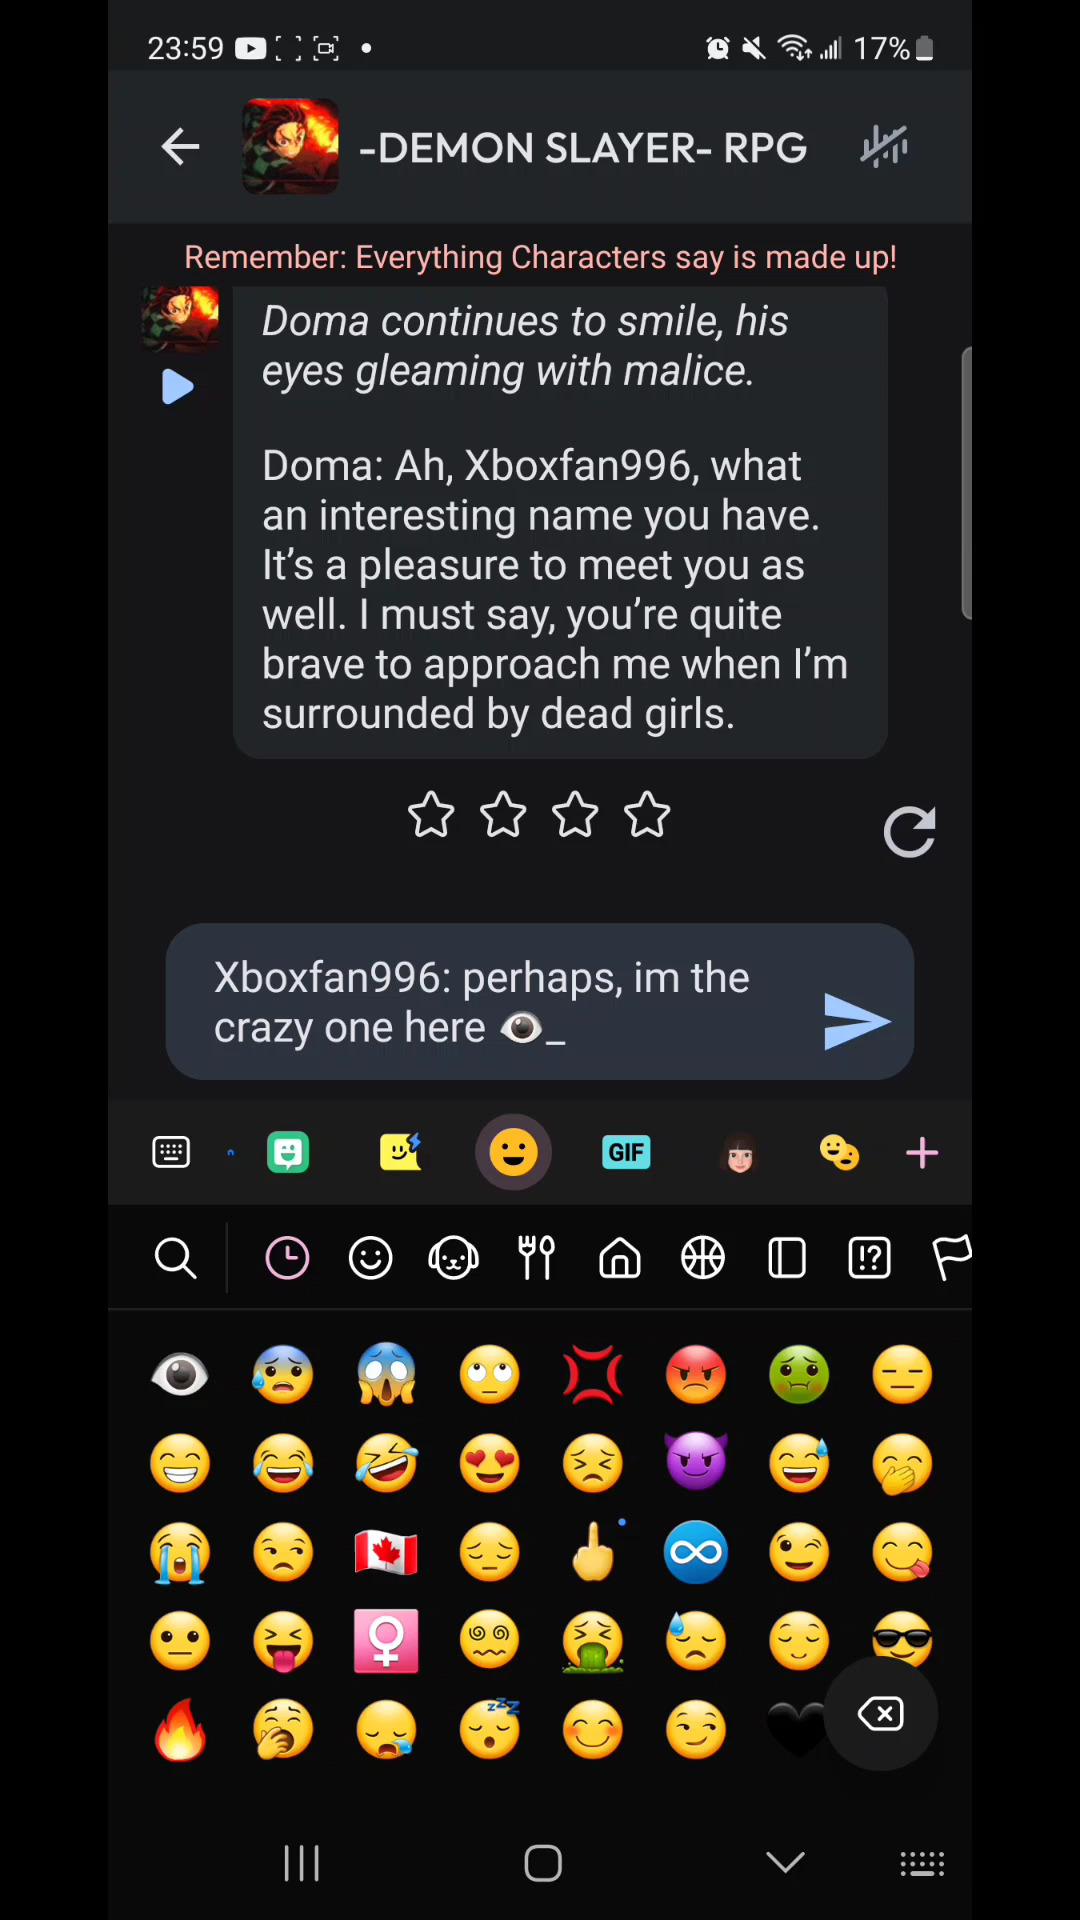 23:59
17%
-DEMON SLAYER- RPG
Remember: Everything Characters say is made up!
Doma continues to smile, his
eyes gleaming with malice.
Doma: Ah, Xboxfan996, what
an interesting name you have.
It’s a pleasure to meet you as
well. I must say, you’re quite
brave to approach me when I’m
surrounded by dead girls.
Xboxfan996: perhaps, im the
crazy one here 👁️_
GIF